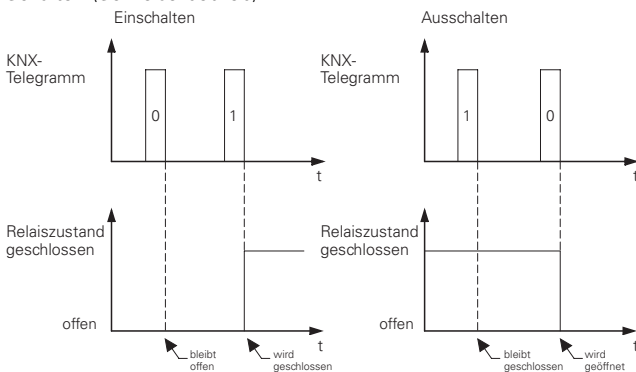 Einschalten
KNX-
Telegramm
0
1
t
Relaiszustand
geschlossen
offen
bleibt
offen
wird
geschlossen
t
Ausschalten
KNX-
Telegramm
1
0
t
Relaiszustand
geschlossen
offen
bleibt
geschlossen
wird
geöffnet
t